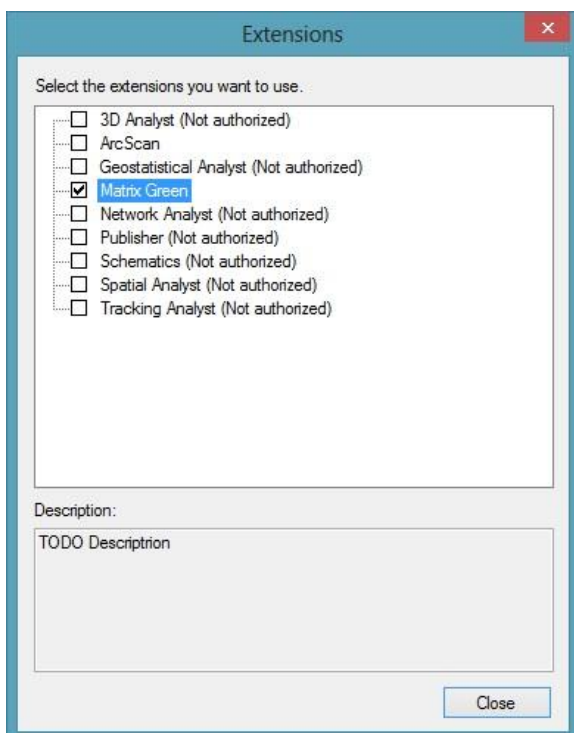 Extensions
Select the extensions you want to use.
3D Analyst (Not authorized)
ArcScan
Geostatistical Analyst (Not authorized)
Matrix Green
Network Analyst (Not authorized)
Publisher (Not authorized)
Schematics (Not authorized)
Spatial Analyst (Not authorized)
Tracking Analyst (Not authorized)
Description:
TODO Descriptrion
Close